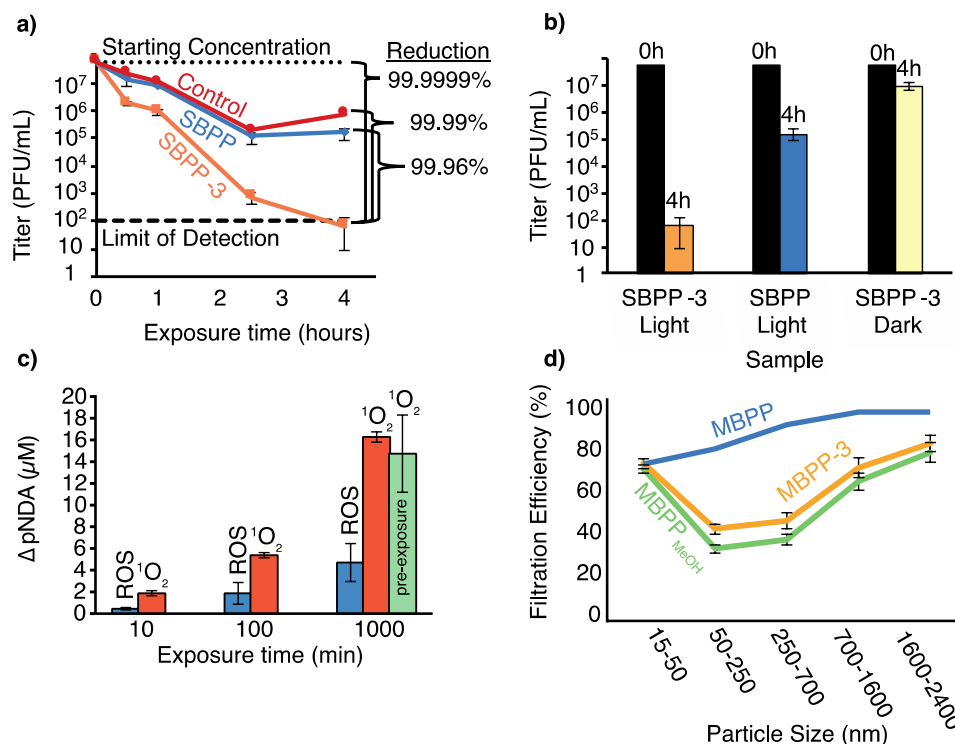 a)
Starting Concentration
Reduction
99.9999%
99.99%
99.96%
Control
SBPP
SBPP-3
Limit of Detection
Titer (PFU/mL)
10⁷
10⁶
10⁵
10⁴
10³
10²
10
1
0 1 2 3 4
Exposure time (hours)
b)
Titer (PFU/mL)
10⁷
10⁶
10⁵
10⁴
10³
10²
10
1
0h 4h
0h 4h
0h 4h
SBPP-3 Light
SBPP Light
SBPP-3 Dark
Sample
c)
Δ pNDA (µM)
20
18
16
14
12
10
8
6
4
2
0
ROS ¹O₂
ROS ¹O₂
ROS ¹O₂ ¹O₂
pre-exposure
10 100 1000
Exposure time (min)
d)
Filtration Efficiency (%)
100
80
60
40
20
0
MBPP
MBPP-3
MBPP MeOH
15-50
50-250
250-700
700-1600
1600-2400
Particle Size (nm)